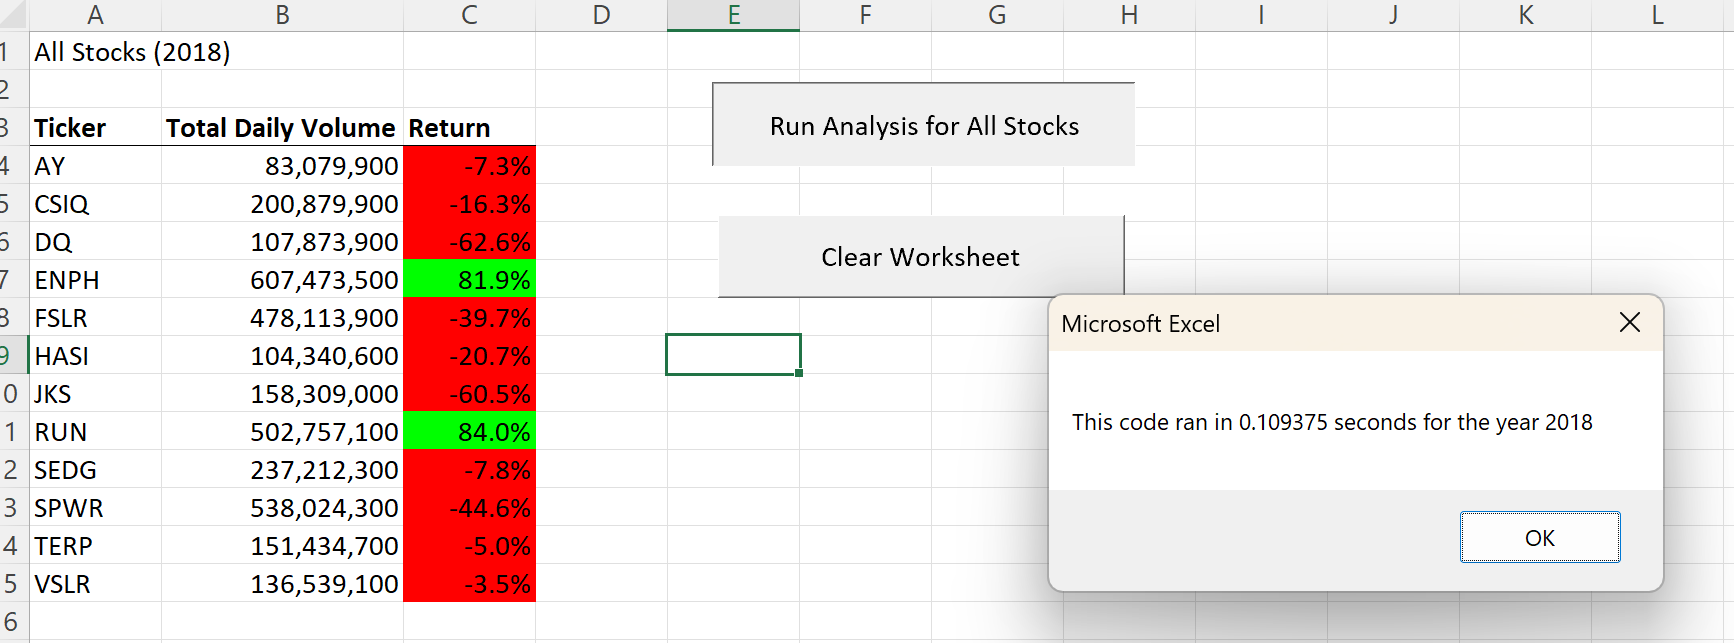 A B C D E F G H I J K L
1 All Stocks (2018)
2
3 Ticker Total Daily Volume Return
4 AY 83,079,900 -7.3%
5 CSIQ 200,879,900 -16.3%
6 DQ 107,873,900 -62.6%
7 ENPH 607,473,500 81.9%
8 FSLR 478,113,900 -39.7%
9 HASI 104,340,600 -20.7%
0 JKS 158,309,000 -60.5%
1 RUN 502,757,100 84.0%
2 SEDG 237,212,300 -7.8%
3 SPWR 538,024,300 -44.6%
4 TERP 151,434,700 -5.0%
5 VSLR 136,539,100 -3.5%
6
Run Analysis for All Stocks
Clear Worksheet
Microsoft Excel
This code ran in 0.109375 seconds for the year 2018
OK